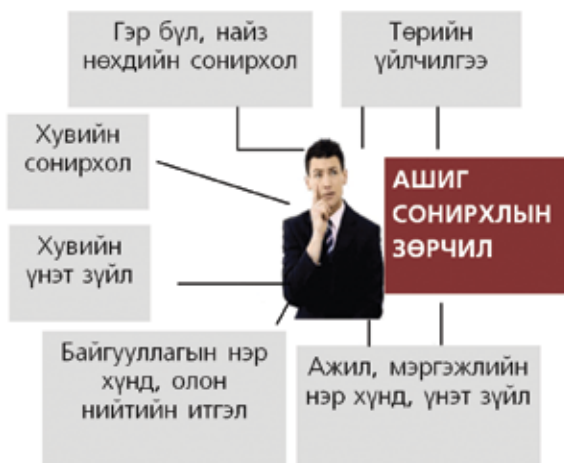 Гэр бүл, найз
нөхдийн сонирхол
Төрийн
үйлчилгээ
Хувийн
сонирхол
АШИГ
СОНИРХЛЫН
ЗӨРЧИЛ
Хувийн
үнэт зүйл
Байгууллагын нэр
хүнд, олон
нийтийн итгэл
Ажил, мэргэжлийн
нэр хүнд, үнэт зүйл